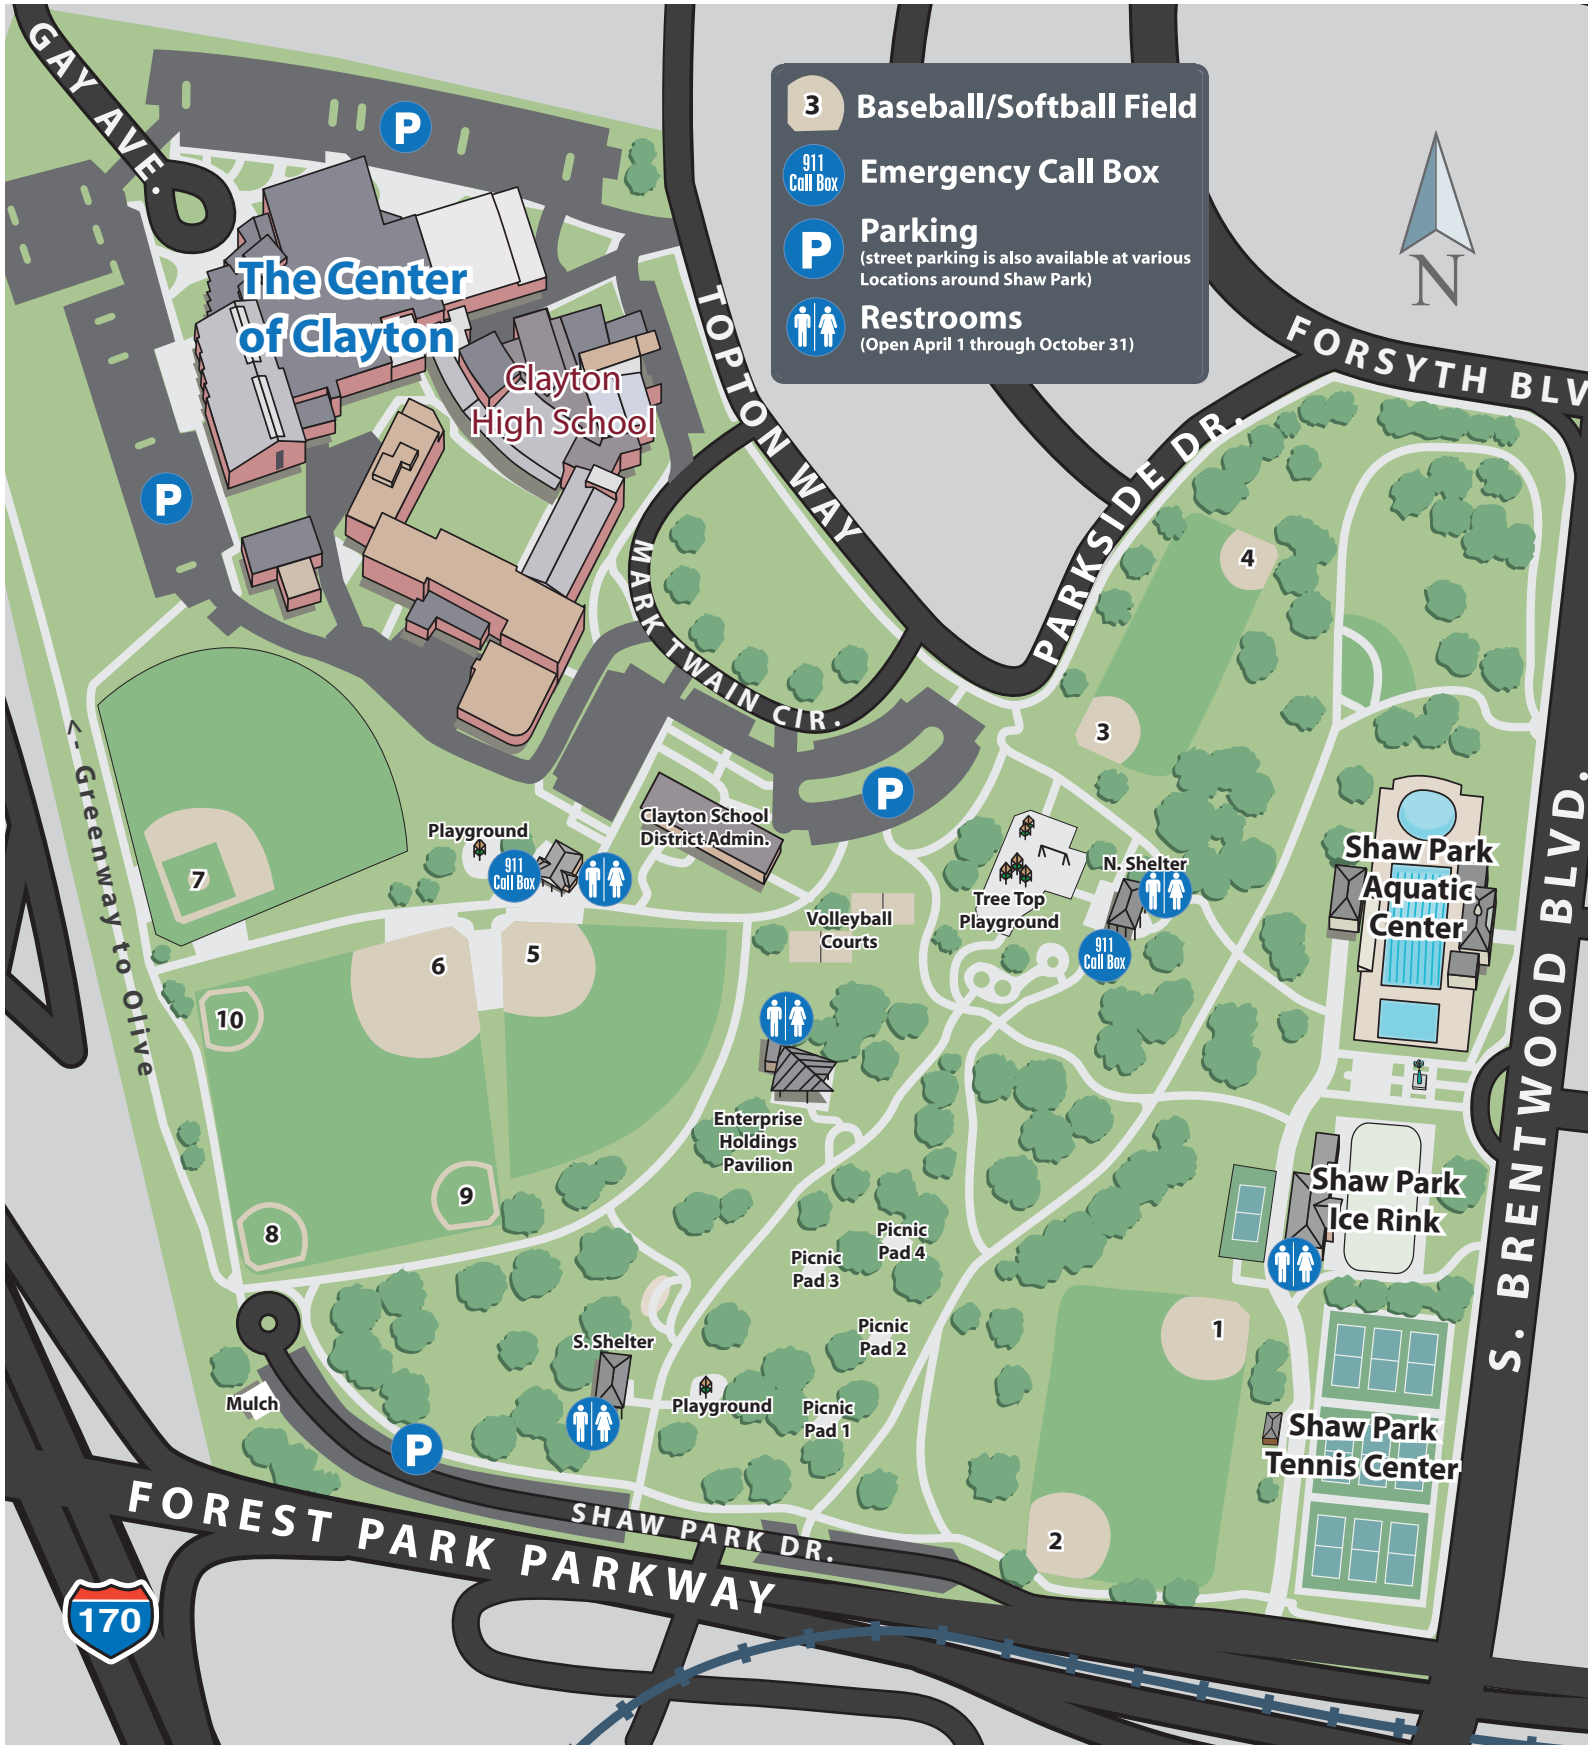 GAY AVE.
P
3 Baseball/Softball Field
911
Call Box
Emergency Call Box
P
Parking
(street parking is also available at various
Locations around Shaw Park)
Restrooms
(Open April 1 through October 31)
N
The Center
of Clayton
Clayton
High School
TOPTON WAY
FORSYTH BLV
PARKSIDE DR.
P
MARK TWAIN CIR.
4
3
<- Greenway to Olive
P
Clayton School
District Admin.
Playground
911
Call Box
7
N. Shelter
Tree Top
Playground
911
Call Box
Shaw Park
Aquatic
Center
S. BRENTWOOD BLVD.
Volleyball
Courts
6
5
10
Enterprise
Holdings
Pavilion
9
8
Picnic
Pad 4
Picnic
Pad 3
Picnic
Pad 2
Picnic
Pad 1
Shaw Park
Ice Rink
1
S. Shelter
Playground
Mulch
P
Shaw Park
Tennis Center
2
SHAW PARK DR.
FOREST PARK PARKWAY
170